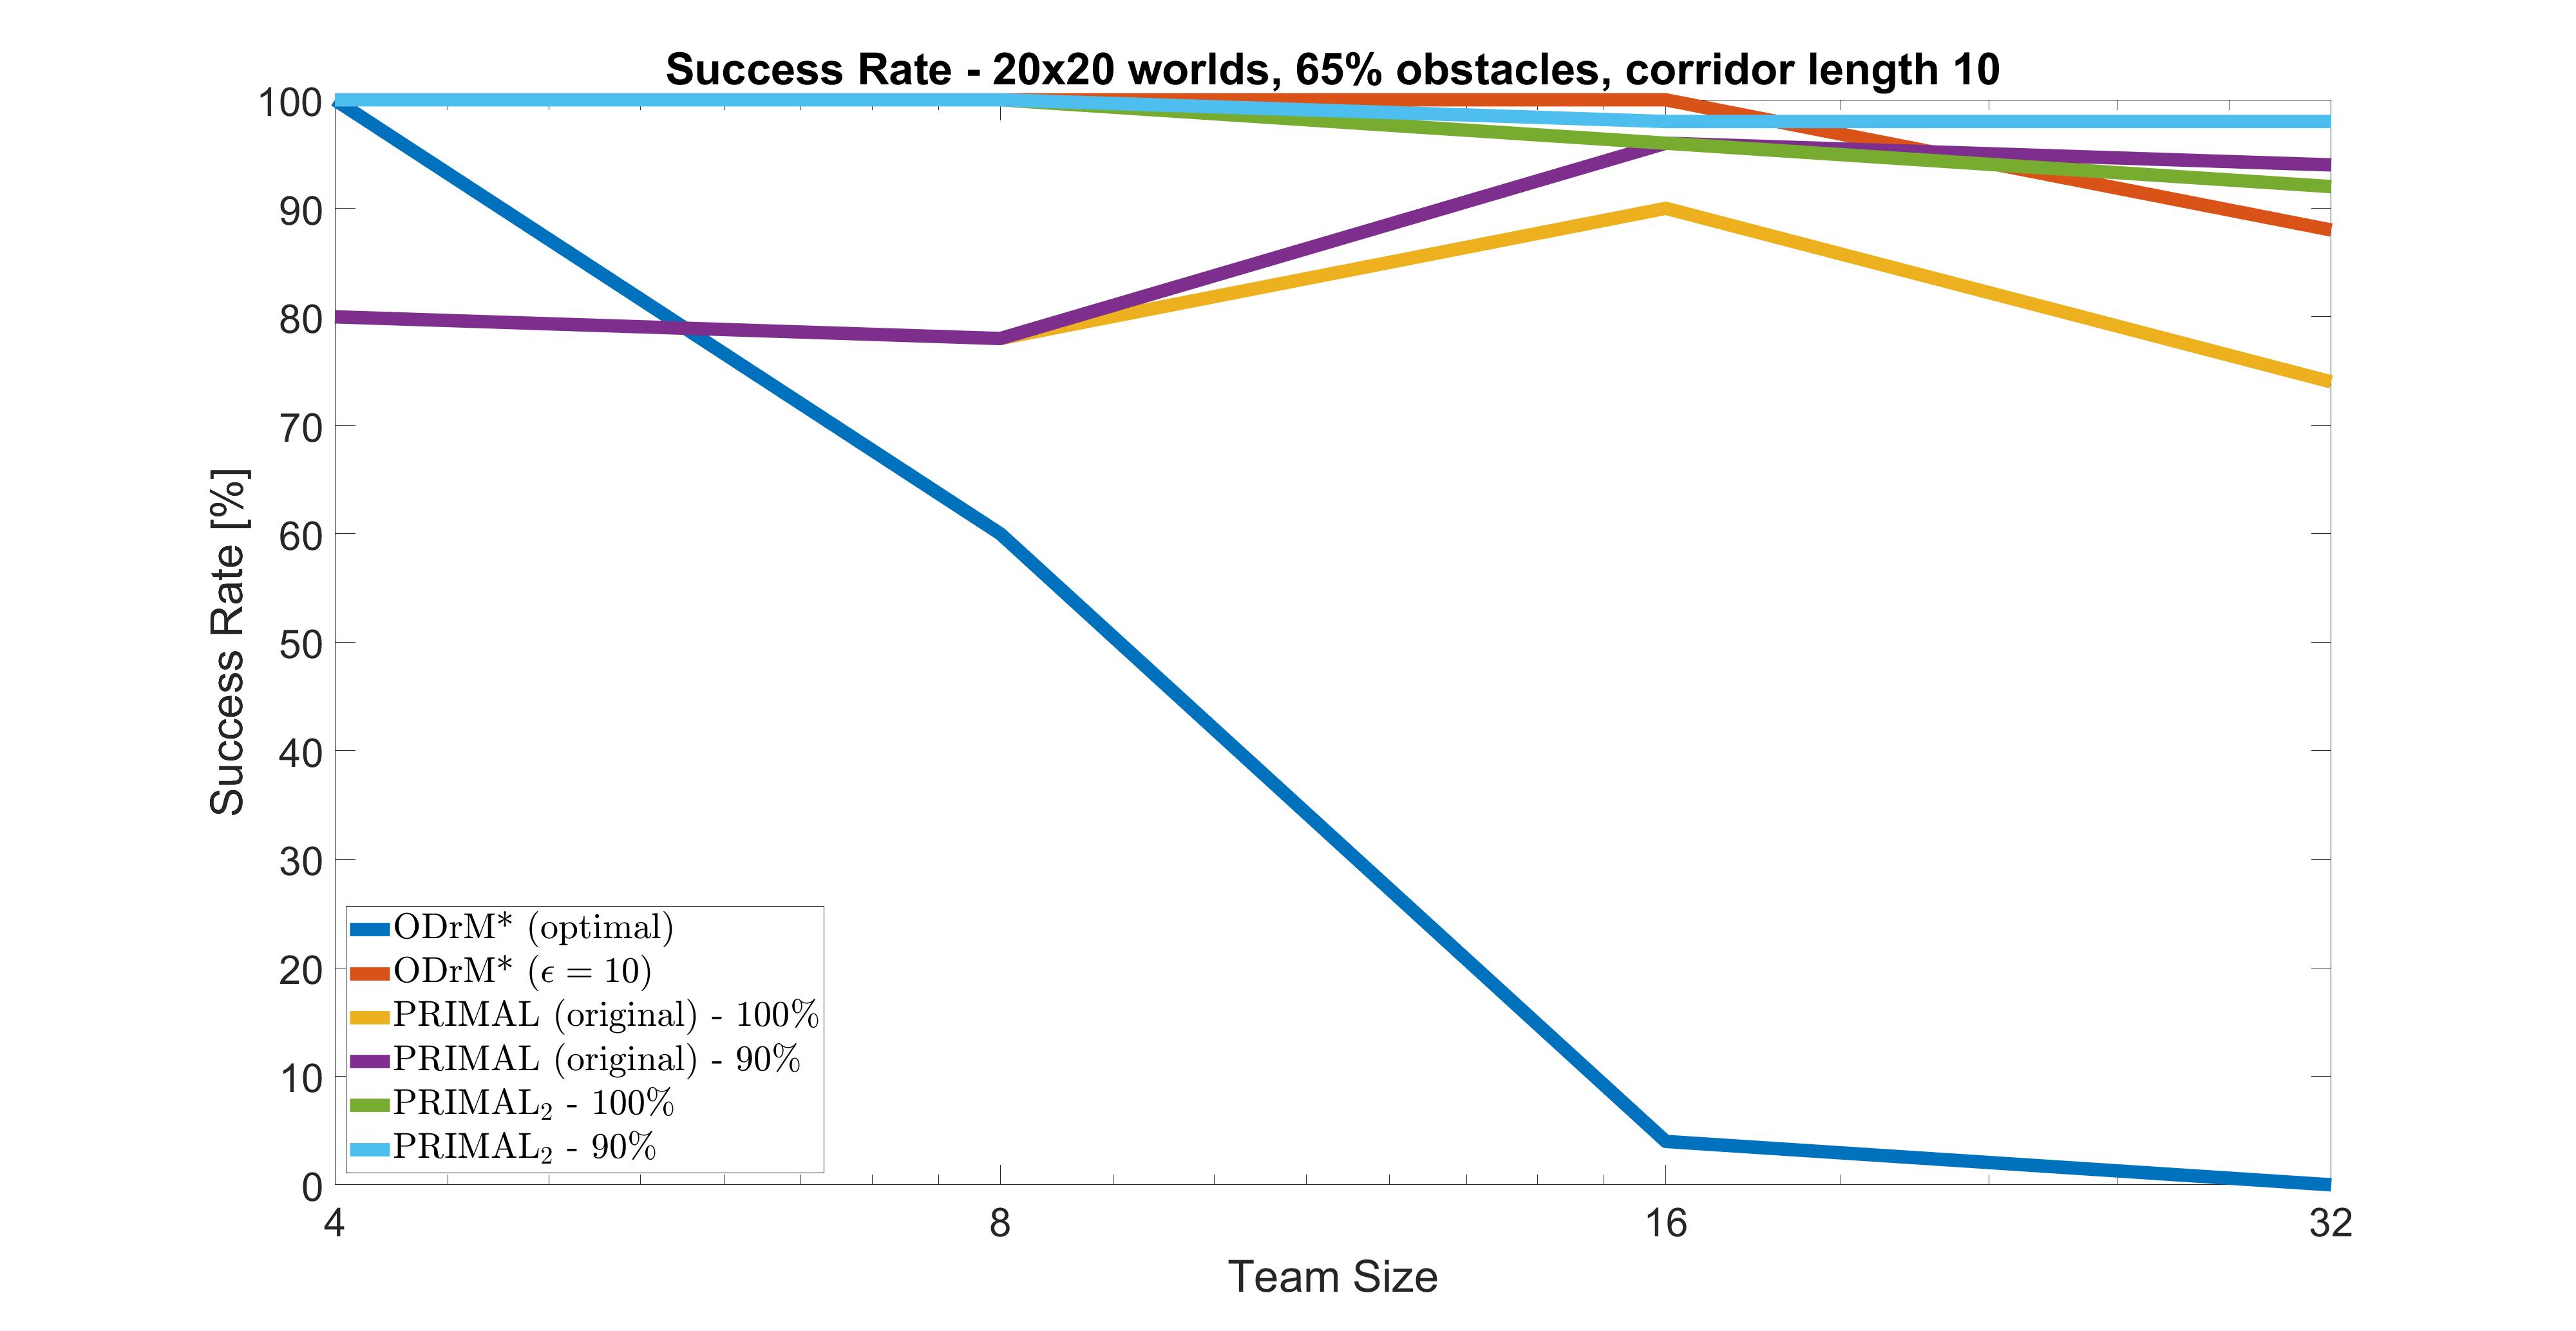 Success Rate - 20x20 worlds, 65% obstacles, corridor length 10
100
90
80
70
60
50
40
30
20
10
0
Success Rate [%]
ODrM* (optimal)
ODrM* (ϵ = 10)
PRIMAL (original) - 100%
PRIMAL (original) - 90%
PRIMAL₂ - 100%
PRIMAL₂ - 90%
4 8 16 32
Team Size